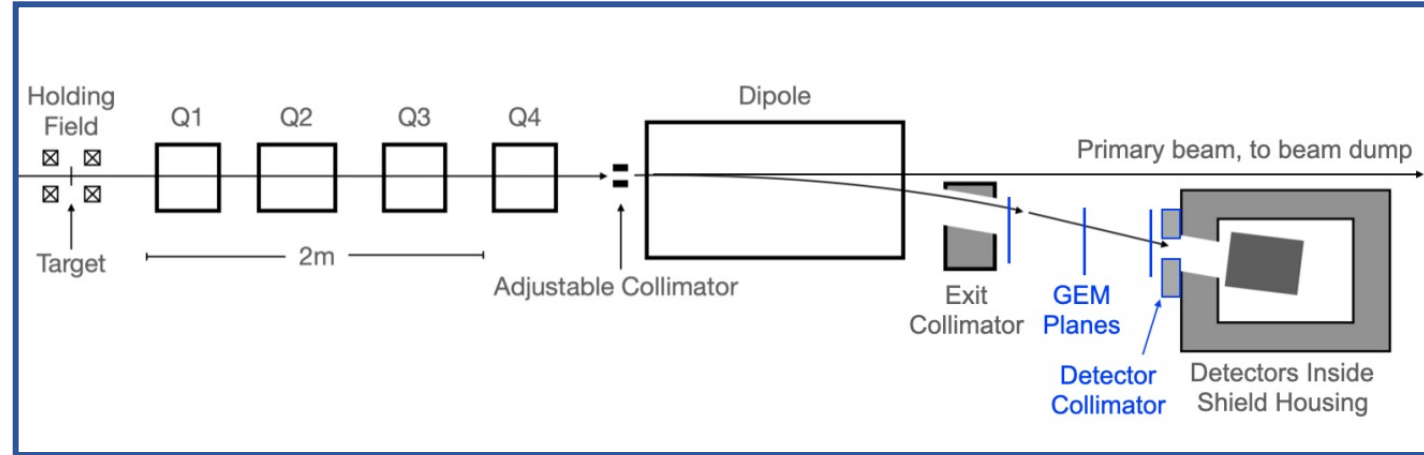 Holding
Field
Q1
Q2
Q3
Q4
Dipole
Primary beam, to beam dump
Target
2m
Adjustable Collimator
Exit
Collimator
GEM
Planes
Detector
Collimator
Detectors Inside
Shield Housing